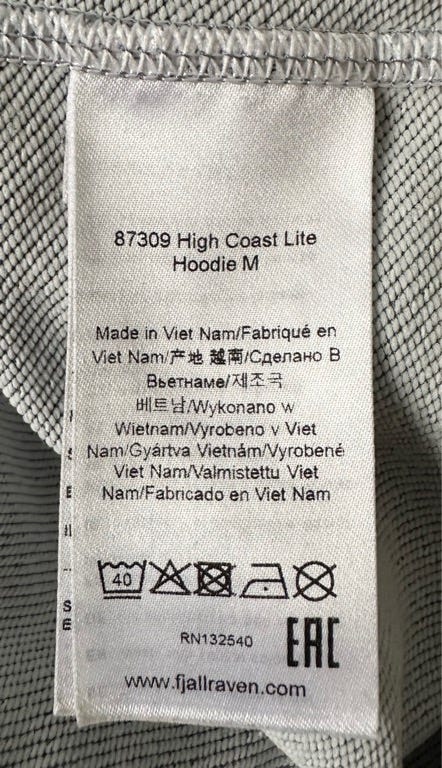 87309 High Coast Lite
Hoodie M
Made in Viet Nam/Fabriqué en
Viet Nam/产地 越南/Сделано В
Вьетнаме/제조국
베트남/Wykonano w
Wietnam/Vyrobeno v Viet
Nam/Gyártva Vietnám/Vyrobené
Viet Nam/Valmistettu Viet
Nam/Fabricado en Viet Nam
40
RN132540
EAC
www.fjallraven.com